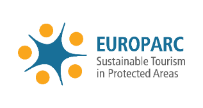 EUROPARC
Sustainable Tourism
in Protected Areas